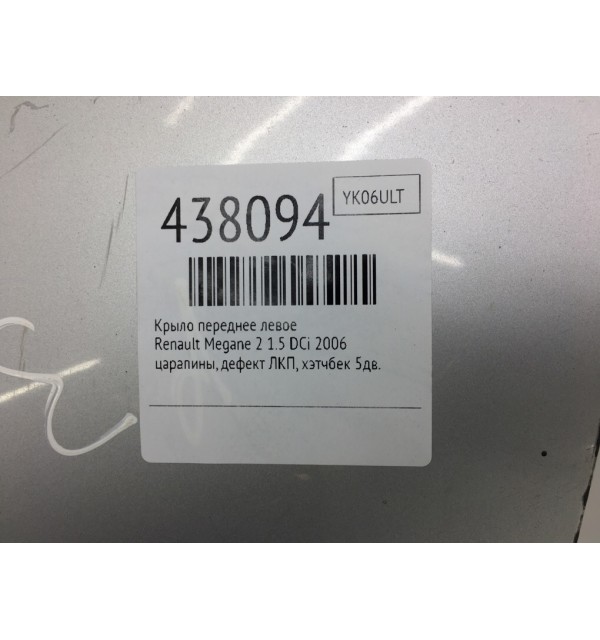 438094
YK06ULT
Крыло переднее левое
Renault Megane 2 1.5 DCi 2006
царапины, дефект ЛКП, хэтчбек 5дв.